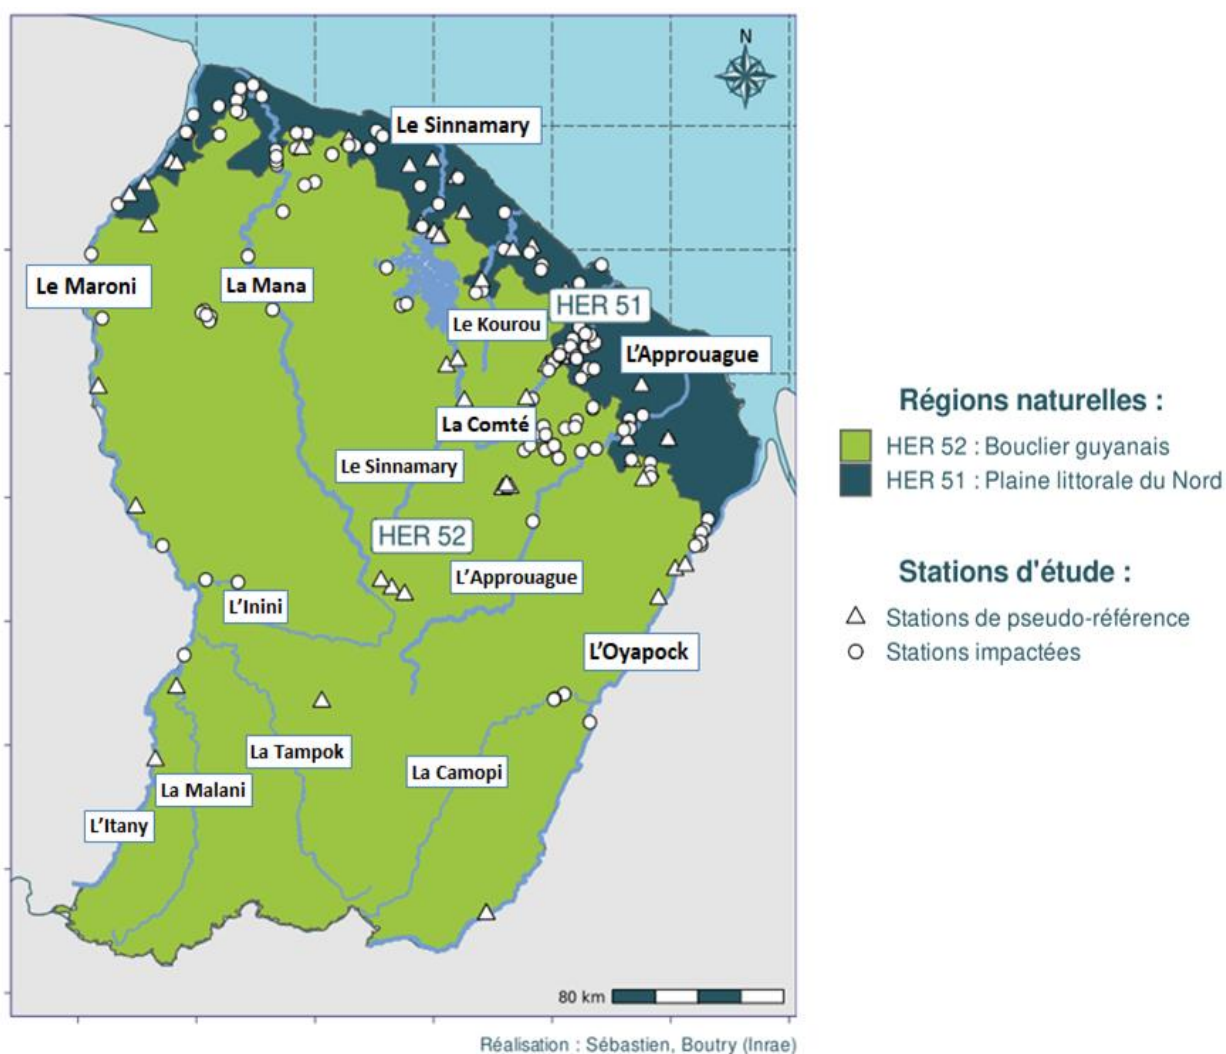 N
Le Sinnamary
Le Maroni
La Mana
HER 51
Le Kourou
L'Approuague
La Comté
Le Sinnamary
HER 52
L'Approuague
L'Inini
L'Oyapock
La Tampok
La Camopi
La Malani
L'Itany
80 km
Réalisation : Sébastien, Boutry (Inrae)
Régions naturelles :
HER 52 : Bouclier guyanais
HER 51 : Plaine littorale du Nord
Stations d'étude :
Stations de pseudo-référence
Stations impactées